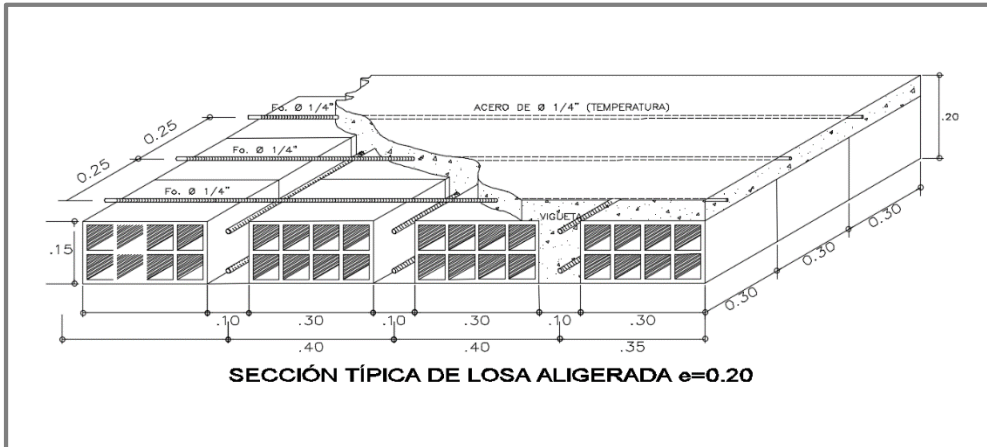 Fo. Ø 1/4"
ACERO DE Ø 1/4" (TEMPERATURA)
0.25
.20
Fo. Ø 1/4"
0.25
Fo. Ø 1/4"
VIGUETA
.15
0.30
0.30
0.30
.10
.30
.10
.30
.10
.30
.40
.40
.35
SECCIÓN TÍPICA DE LOSA ALIGERADA e=0.20